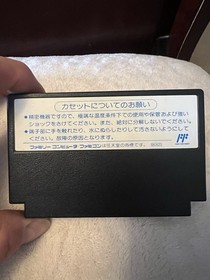 カセットについてのお願い
●精密機器ですので、極端な温度条件下での使用や保管および強い
ショックをさけてください。また、絶対に分解しないでください。
●端子部に手を触れたり、水にぬらしたりして汚さないようにして
ください。故障の原因となります。
ファミリーコンピュータ ファミコンは任天堂の商標です。